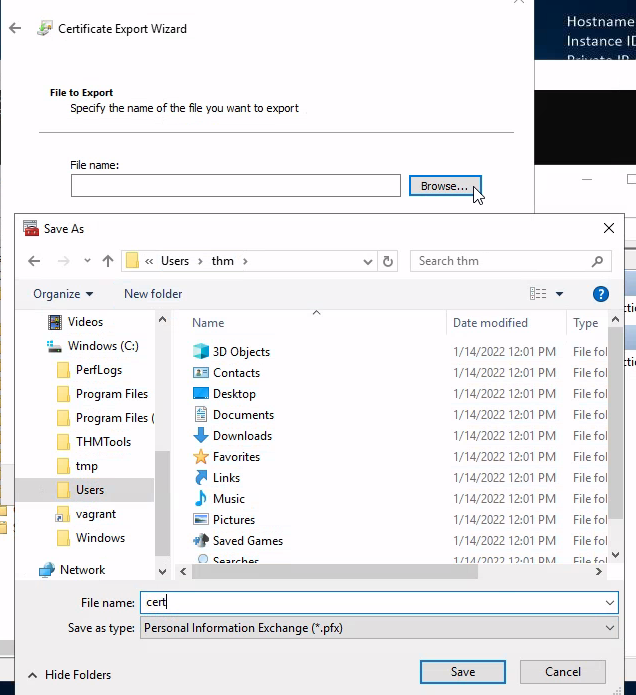 Hostname
Instance ID
Private IP
Certificate Export Wizard
File to Export
Specify the name of the file you want to export
File name:
Browse...
Save As
« Users › thm ›
Search thm
Organize
New folder
?
Name
Date modified
Type
Videos
Windows (C:)
PerfLogs
Program Files
Program Files (
THMTools
tmp
Users
vagrant
Windows
Network
3D Objects 1/14/2022 12:01 PM File fol
Contacts 1/14/2022 12:01 PM File fol
Desktop 1/14/2022 12:01 PM File fol
Documents 1/14/2022 12:01 PM File fol
Downloads 1/14/2022 12:01 PM File fol
Favorites 1/14/2022 12:01 PM File fol
Links 1/14/2022 12:01 PM File fol
Music 1/14/2022 12:01 PM File fol
Pictures 1/14/2022 12:01 PM File fol
Saved Games 1/14/2022 12:01 PM File fol
Searches 1/14/2022 12:01 PM File fol
File name: cert
Save as type: Personal Information Exchange (*.pfx)
Hide Folders
Save
Cancel